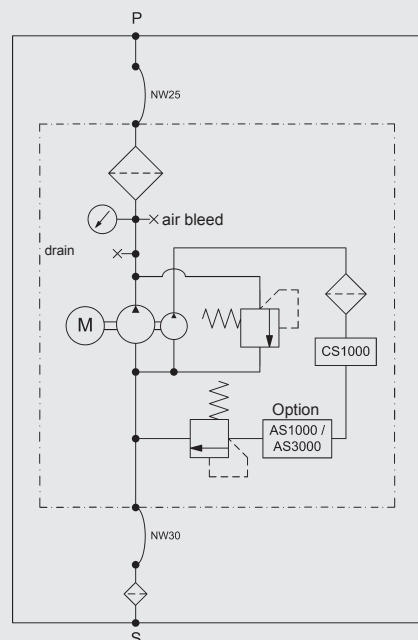 P
NW25
air bleed
drain
M
CS1000
Option
AS1000 /
AS3000
NW30
S